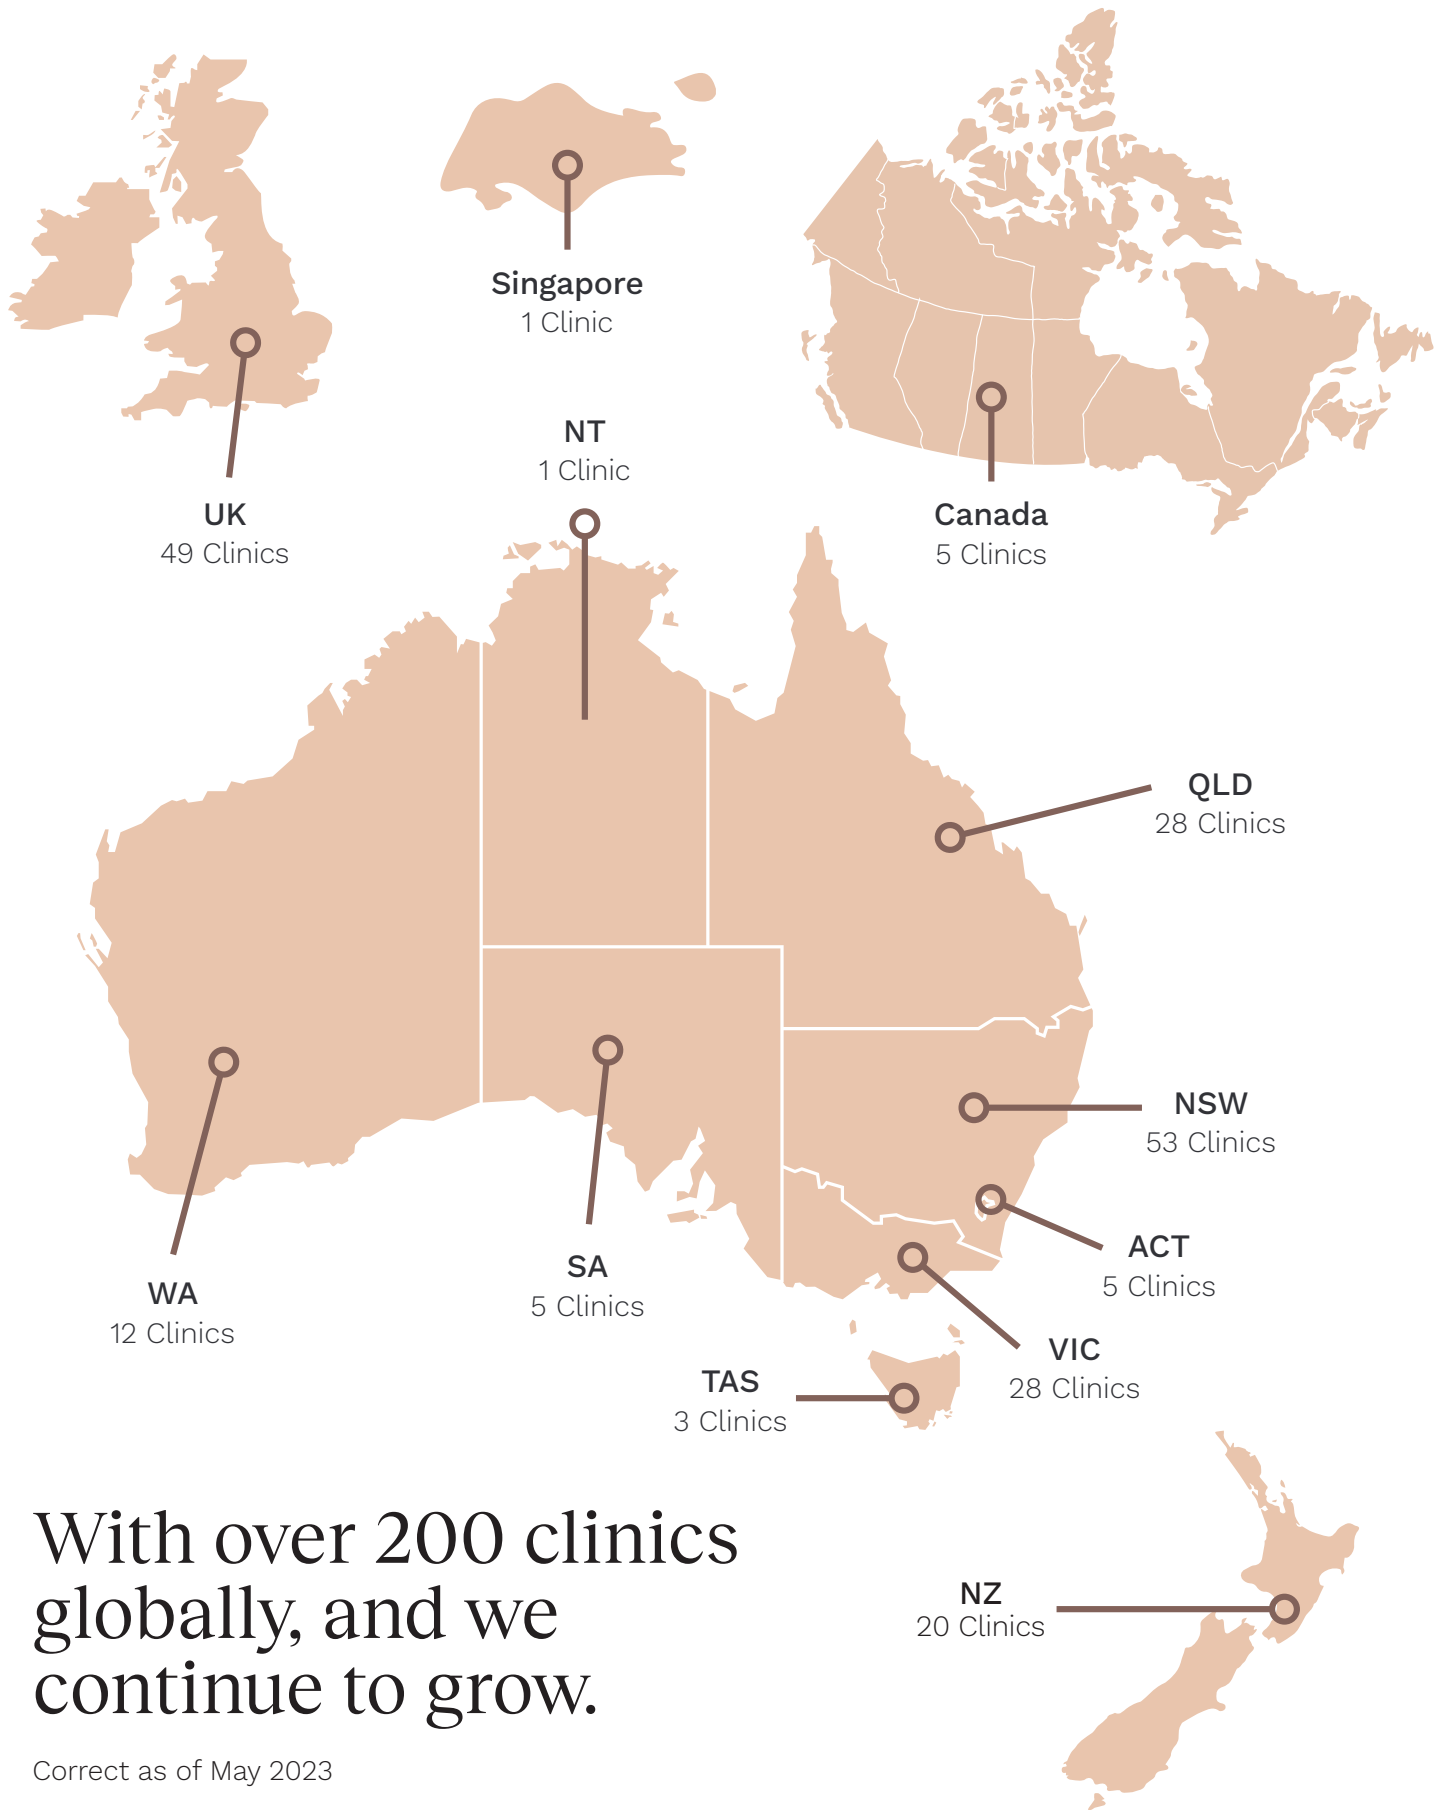 Singapore
1 Clinic
NT
1 Clinic
UK
49 Clinics
Canada
5 Clinics
QLD
28 Clinics
NSW
53 Clinics
ACT
5 Clinics
SA
5 Clinics
WA
12 Clinics
VIC
28 Clinics
TAS
3 Clinics
With over 200 clinics
globally, and we
continue to grow.
NZ
20 Clinics
Correct as of May 2023